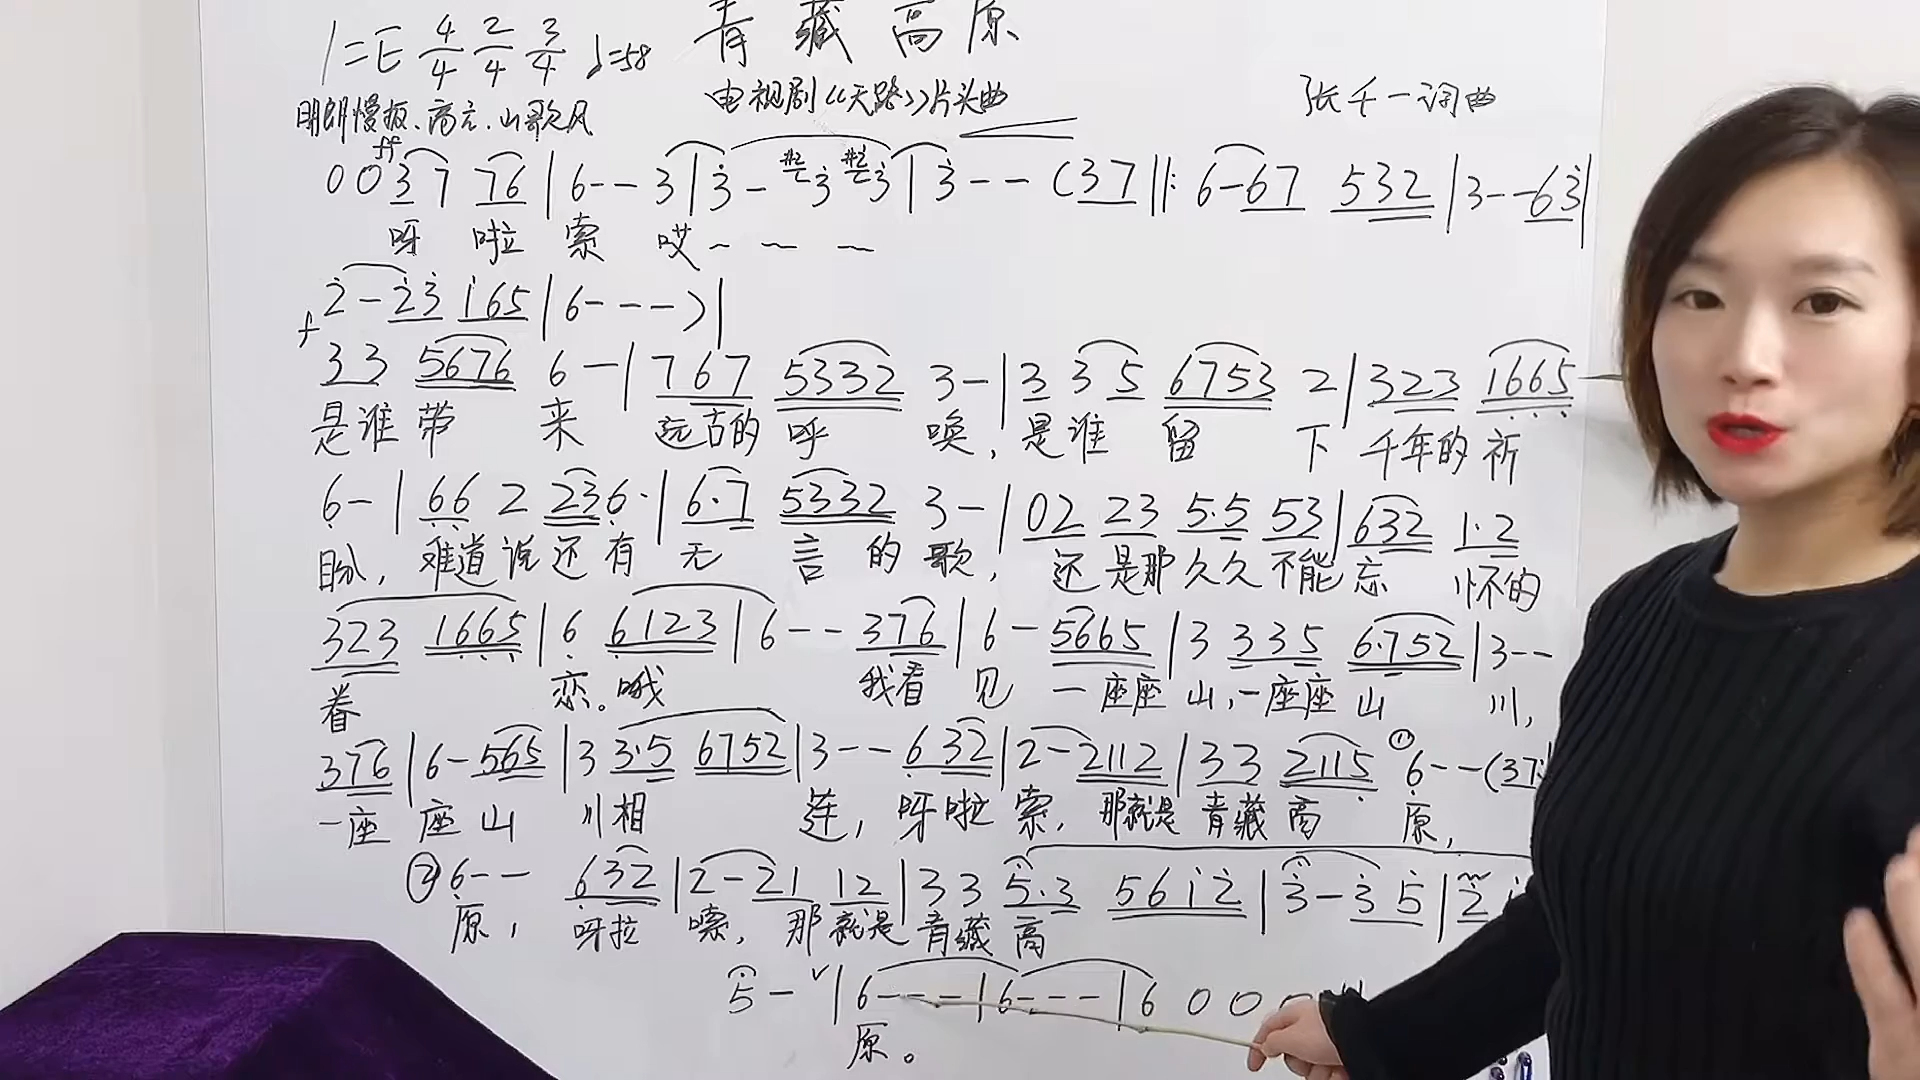 青藏高原
1=E 4/4 2/4 3/4 ♩=58
电视剧《天路》片头曲 张千一词曲
明朗慢板、高亢、山歌风
ff
0 0 3 7 7 6 | 6 - - 3 | 3 - #2 3 #2 3 | 3 - - (3 7 ‖: 6 - 6 7 5 3 2 | 3 - - 6 3 |
呀 啦 索 哎 ~ ~ ~
2 - 2 3 1 6 5 | 6 - - - ) |
f
3 3 5 6 7 6 6 - | 7 6 7 5 3 3 2 3 - | 3 3 5 6 7 5 3 2 | 3 2 3 1 6 6 5
是谁带 来 远古的 呼 唤，是谁 留 下 千年的 祈
6 - | 6 6 2 2 3 6 · | 6 · 7 5 3 3 2 3 - | 0 2 2 3 5 · 5 5 3 | 6 3 2 1 · 2
盼，难道说还有 无 言 的 歌，还是那久久不能忘 怀的
3 2 3 1 6 6 5 | 6 6 1 2 3 | 6 - - 3 7 6 | 6 - 5 6 6 5 | 3 3 3 5 6 · 7 5 2 | 3 - -
眷 恋。哦 我看 见 一座座 山，一座座 山 川，
3 7 6 | 6 - 5 6 5 | 3 3 · 5 6 7 5 2 | 3 - - 6 3 2 | 2 - 2 1 1 2 | 3 3 2 1 1 5 ① 6 - - (3 7
一座 座 山 川相 连，呀啦 索，那就是 青藏 高 原，
② 6 - - 6 3 2 | 2 - 2 1 1 2 | 3 3 5 · 3 5 6 1 2 | 3 - 3 5 | 2
原，呀拉 嗦，那 就是 青藏 高
5 - ∨ | 6 - - - | 6 - - - | 6 0 0
原。